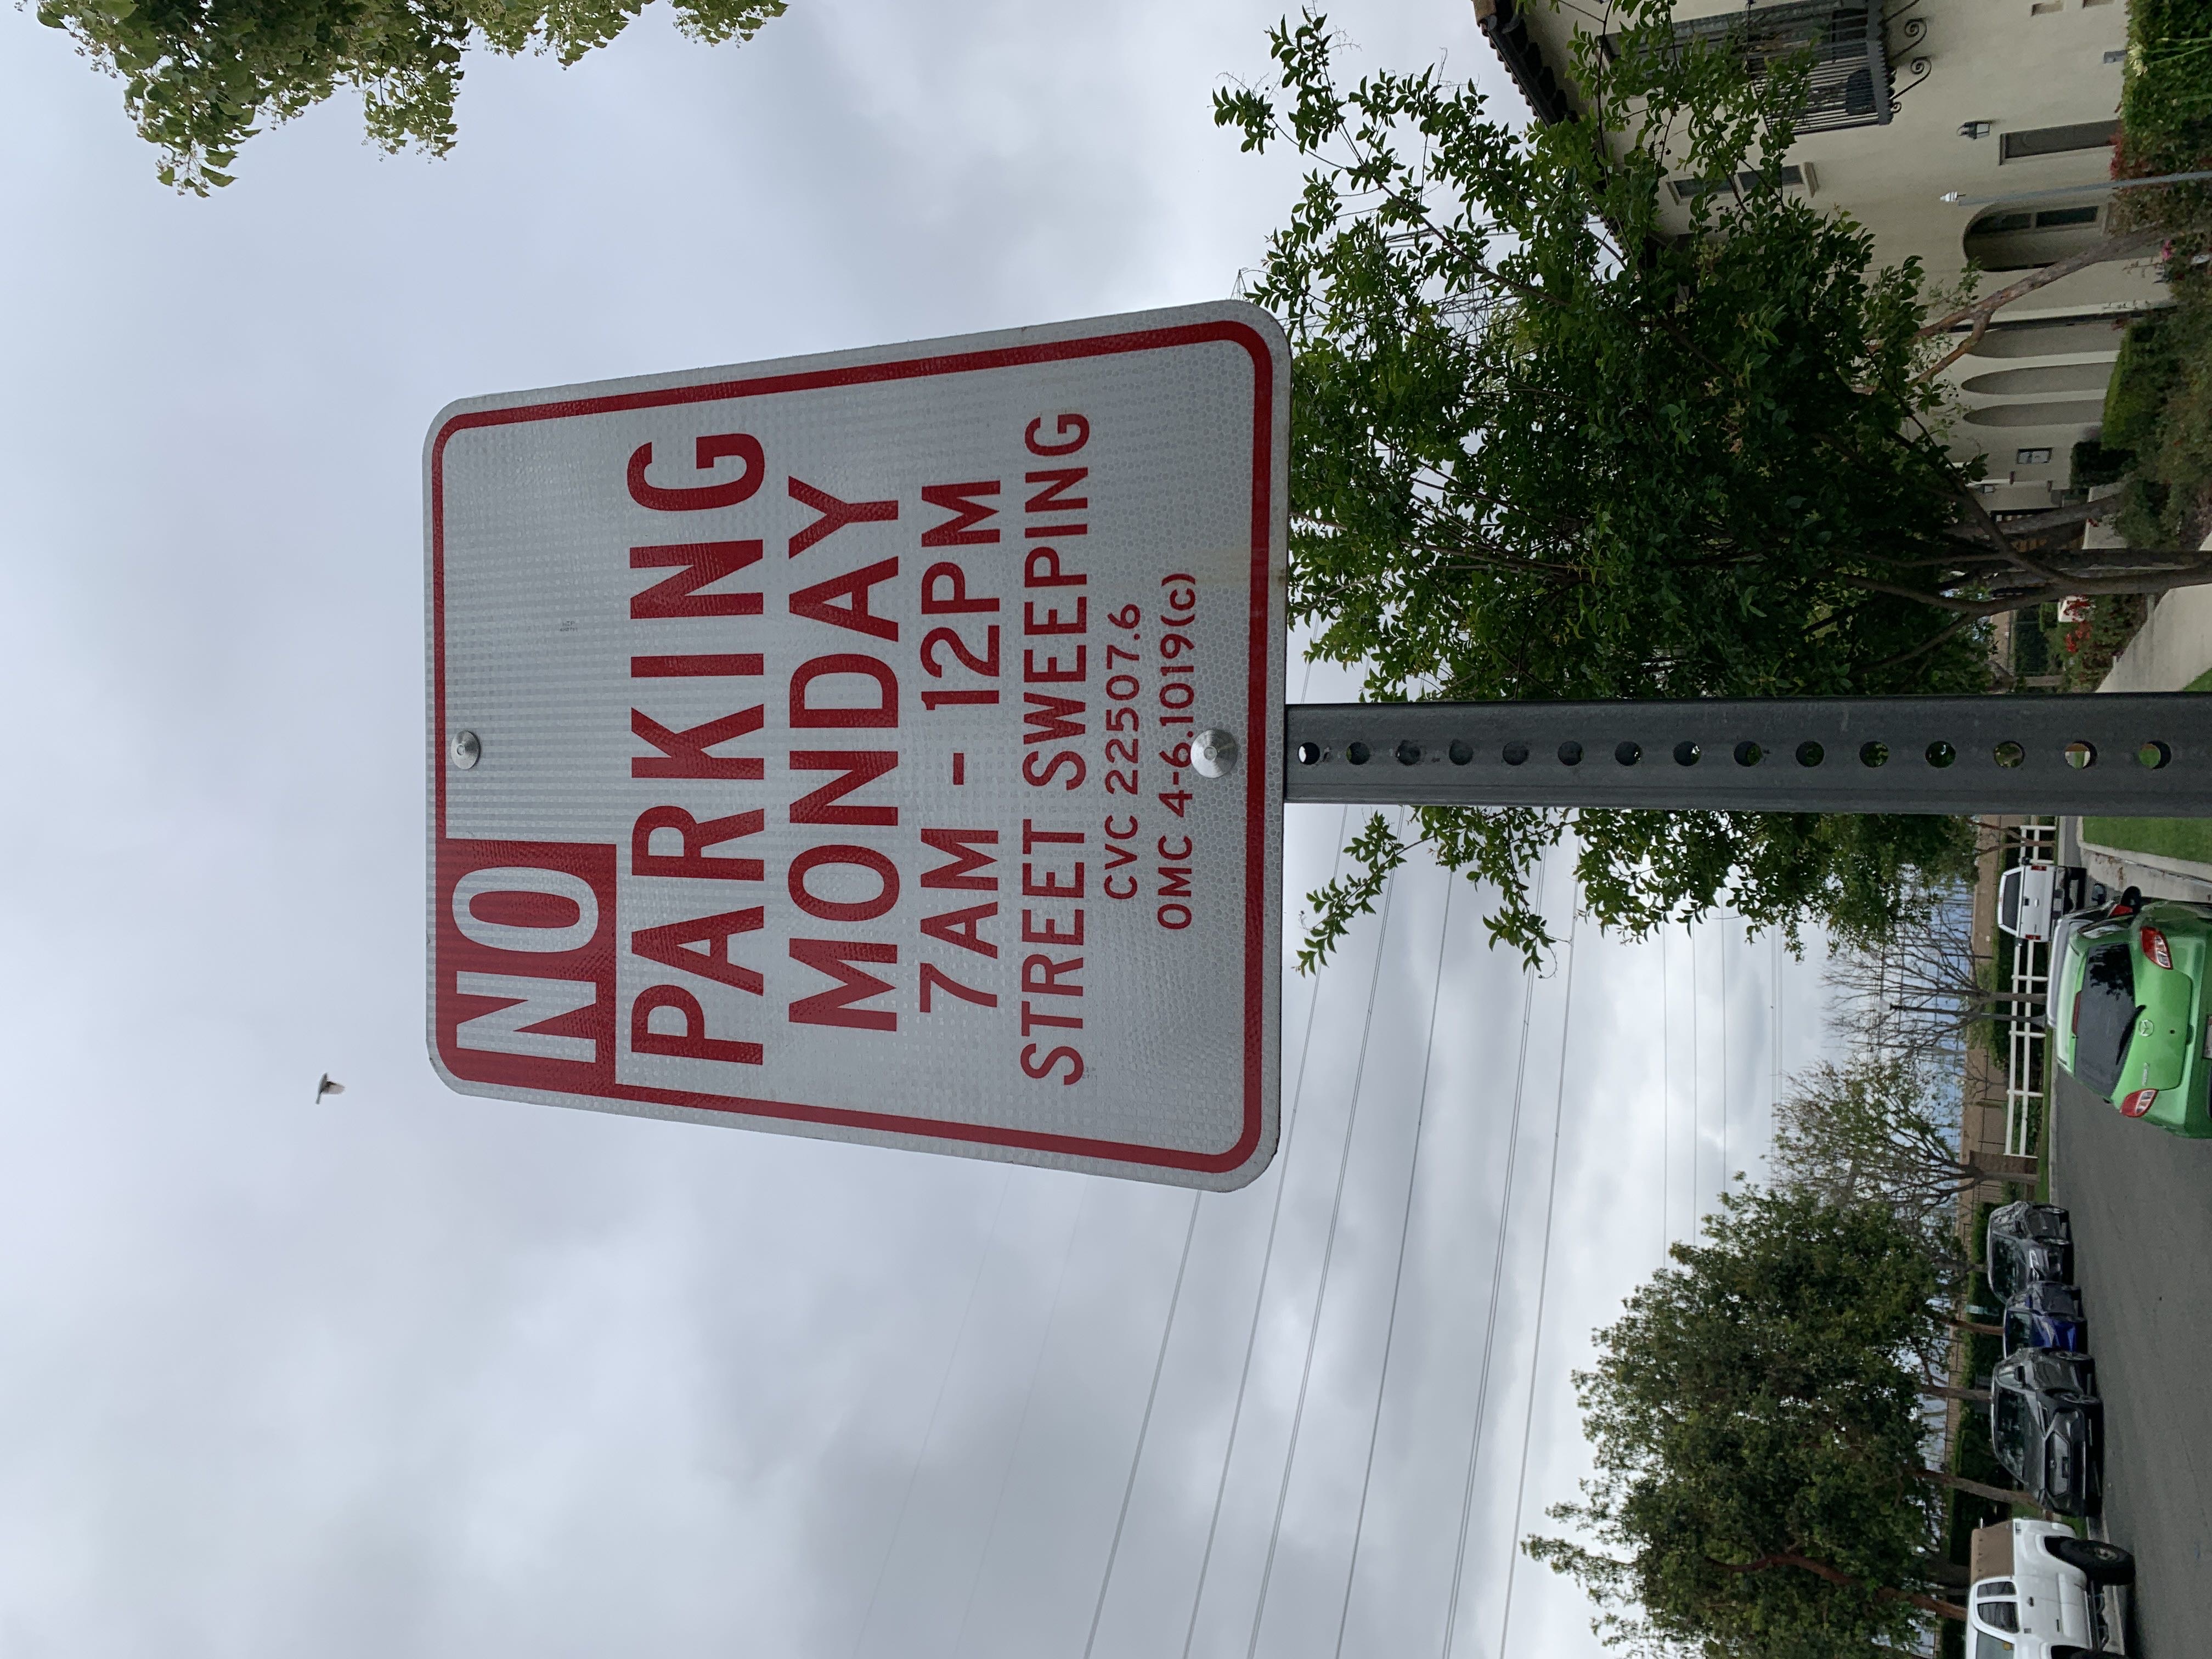 NO
PARKING
MONDAY
7AM - 12PM
STREET SWEEPING
CVC 22507.6
OMC 4-6.1019(c)